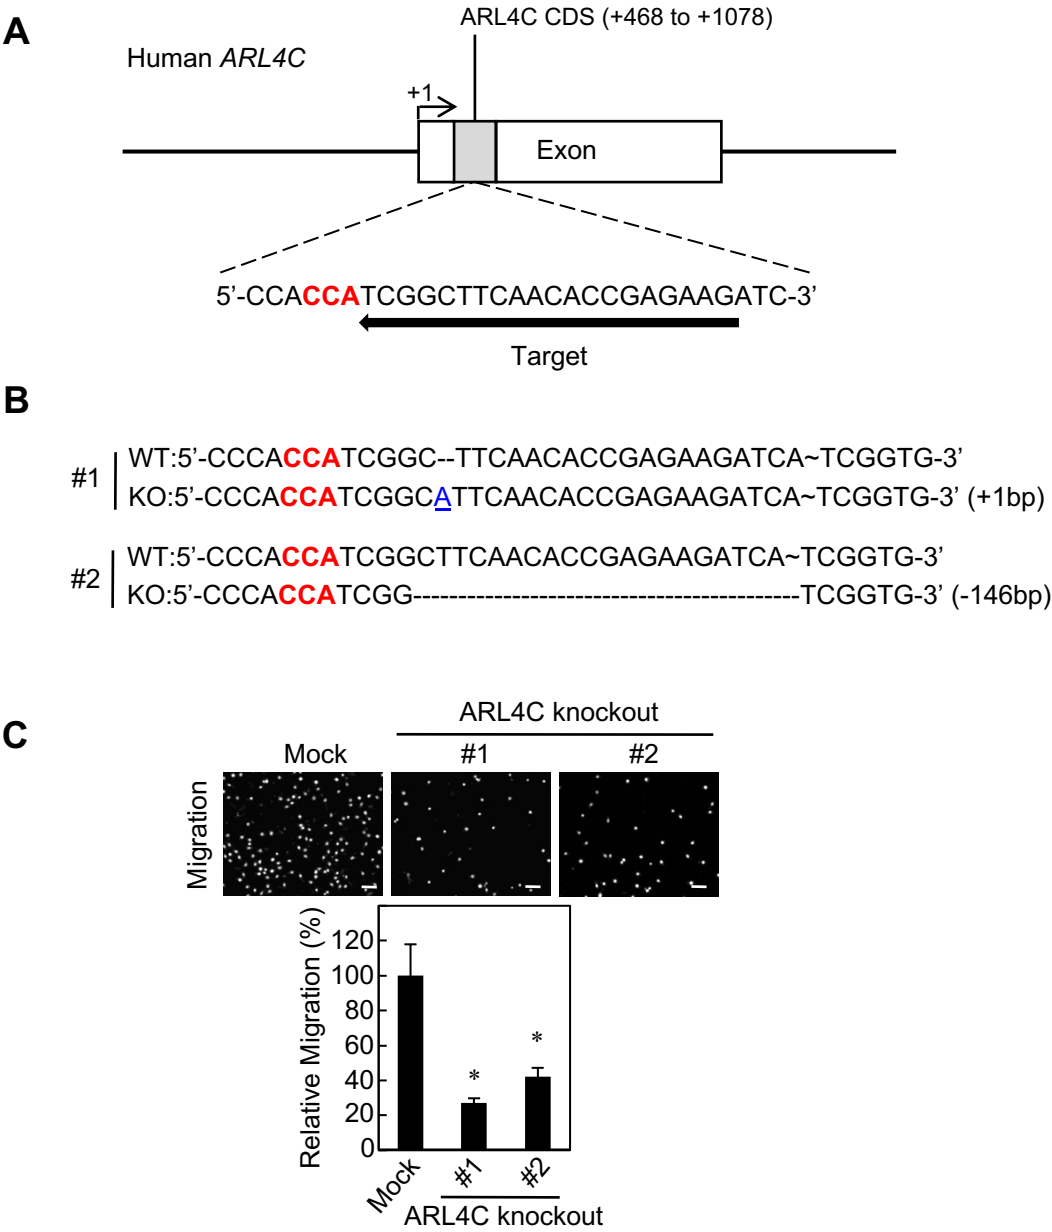 A
ARL4C CDS (+468 to +1078)
Human ARL4C
+1
Exon
5’-CCACCATCGGCTTCAACACCGAGAAGATC-3’
Target
B
#1
WT:5’-CCCACCATCGGC--TTCAACACCGAGAAGATCA~TCGGTG-3’
KO:5’-CCCACCATCGGCATTCAACACCGAGAAGATCA~TCGGTG-3’ (+1bp)
#2
WT:5’-CCCACCATCGGCTTCAACACCGAGAAGATCA~TCGGTG-3’
KO:5’-CCCACCATCGG-------------------------------------------TCGGTG-3’ (-146bp)
C
ARL4C knockout
Mock #1 #2
Migration
Relative Migration (%)
120
100
80
60
40
20
0
*
*
Mock #1 #2
ARL4C knockout